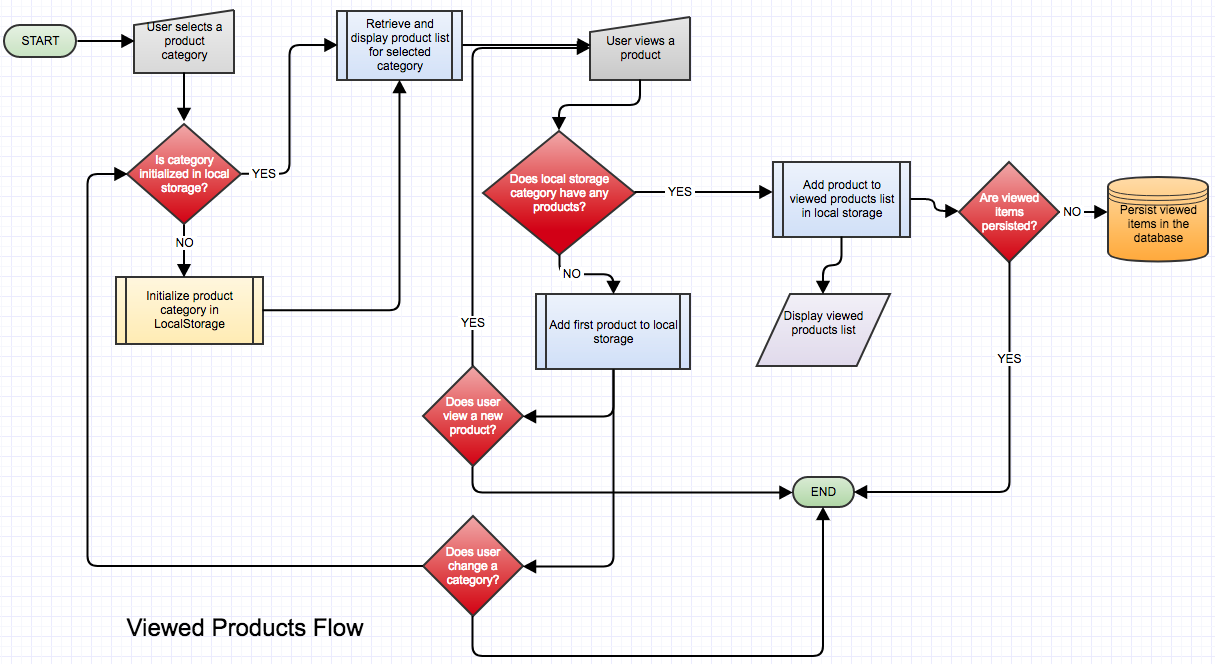 START
User selects a
product
category
Retrieve and
display product list
for selected
category
User views a
product
Is category
initialized in local
storage?
YES
NO
Initialize product
category in
LocalStorage
Does local storage
category have any
products?
YES
NO
Add first product to local
storage
Add product to
viewed products list
in local storage
Display viewed
products list
Are viewed
items
persisted?
NO
Persist viewed
items in the
database
YES
YES
Does user
view a new
product?
END
Does user
change a
category?
Viewed Products Flow